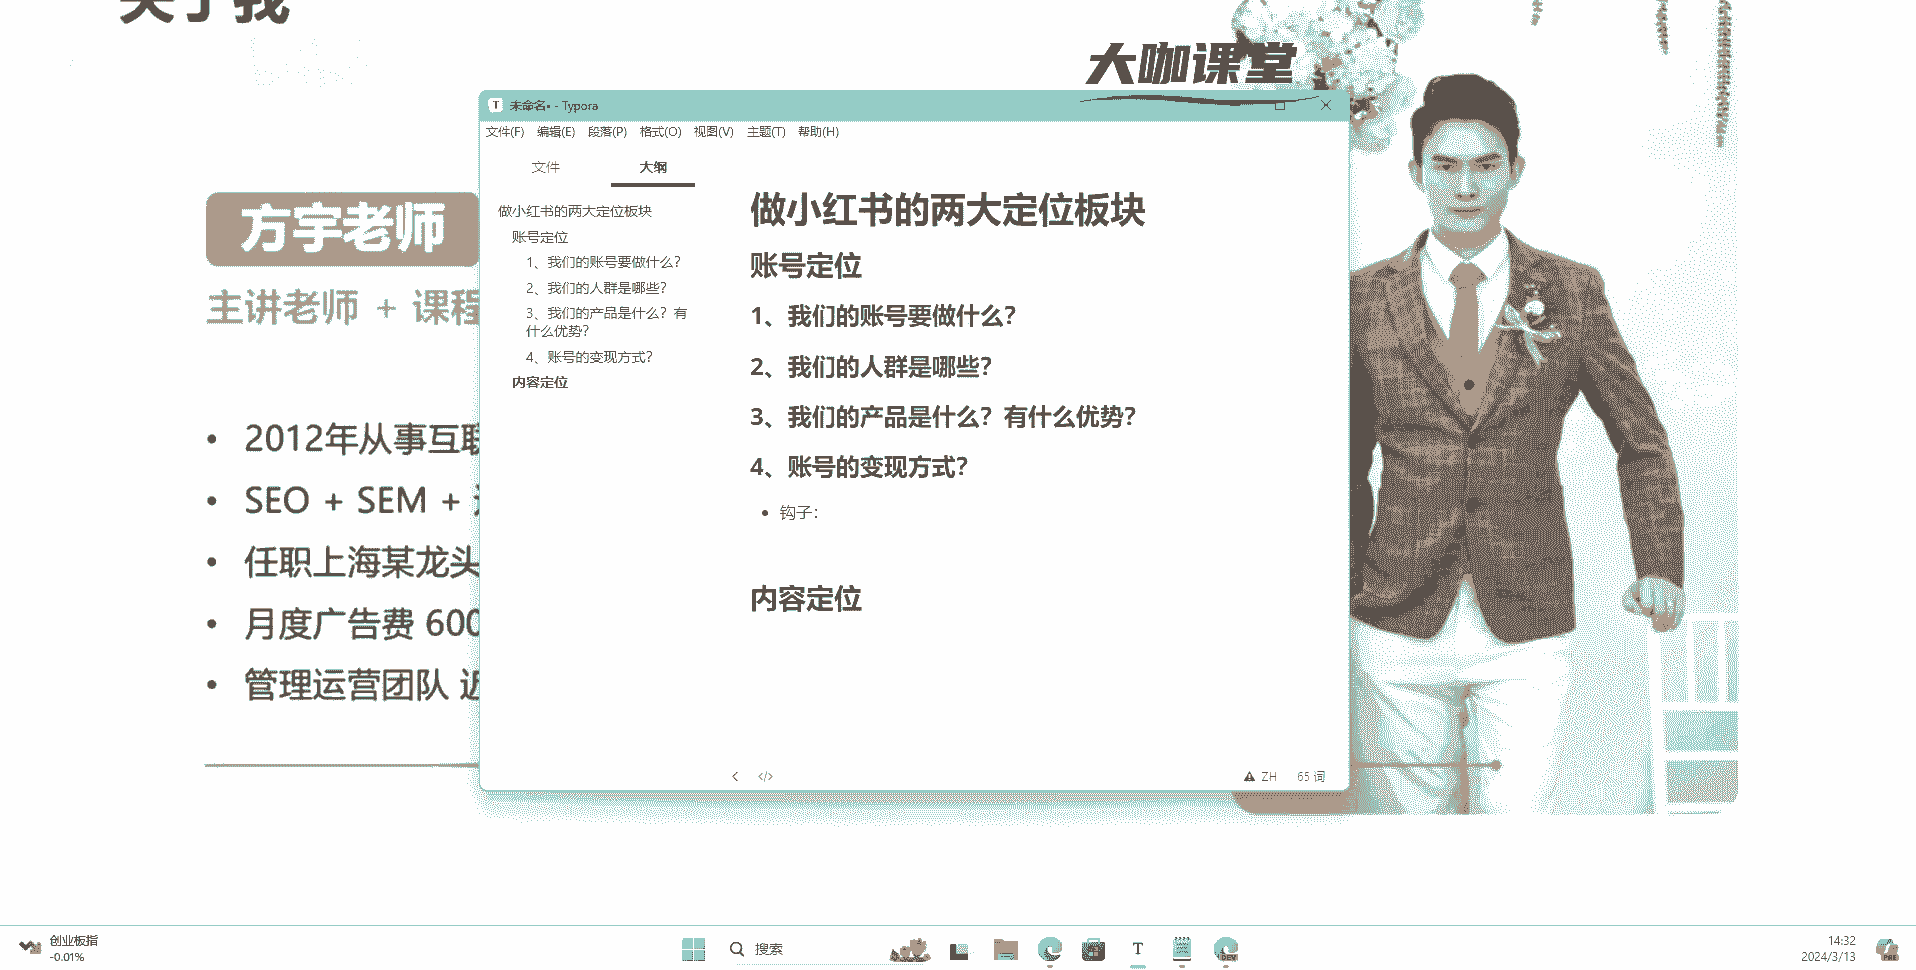 关于我
大咖课堂
未命名• - Typora
文件(F) 编辑(E) 段落(P) 格式(O) 视图(V) 主题(T) 帮助(H)
文件 大纲
做小红书的两大定位板块
账号定位
1、我们的账号要做什么?
2、我们的人群是哪些?
3、我们的产品是什么? 有
什么优势?
4、账号的变现方式?
内容定位
做小红书的两大定位板块
账号定位
1、我们的账号要做什么?
2、我们的人群是哪些?
3、我们的产品是什么? 有什么优势?
4、账号的变现方式?
• 钩子:
内容定位
ZH 65 词
方宇老师
主讲老师 + 课程
• 2012年从事互联
• SEO + SEM +
• 任职上海某龙头
• 月度广告费 600
• 管理运营团队 近
创业板指
-0.01%
搜索
14:32
2024/3/13